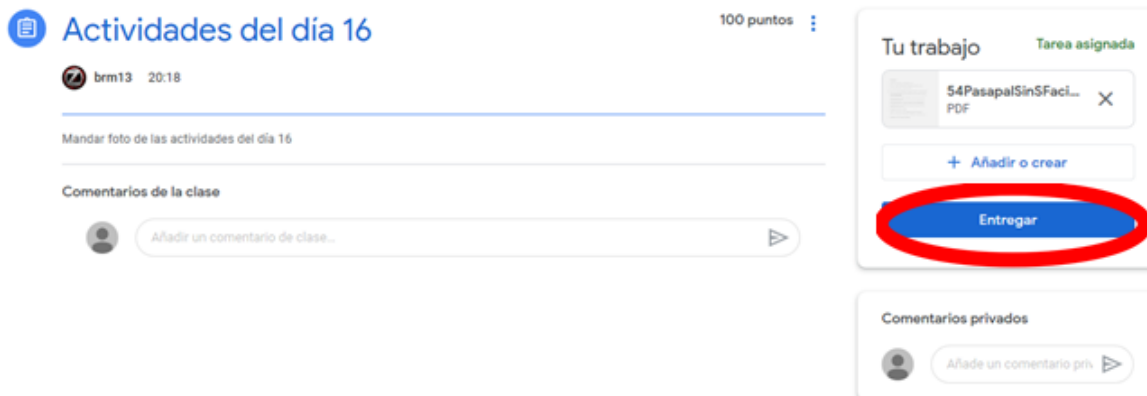 Actividades del día 16
100 puntos
brm13 20:18
Mandar foto de las actividades del día 16
Comentarios de la clase
Añadir un comentario de clase...
Tu trabajo
Tarea asignada
54PasapalSinSFaci...
PDF
+ Añadir o crear
Entregar
Comentarios privados
Añade un comentario priv